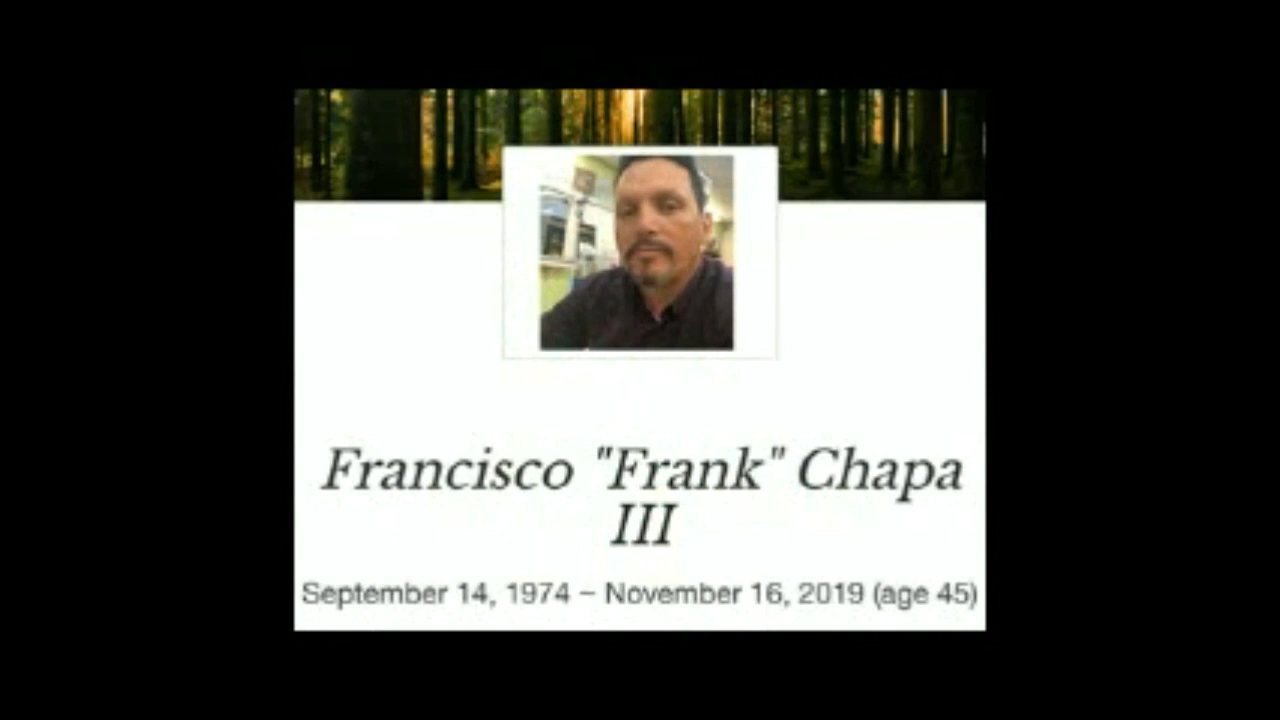 Francisco "Frank" Chapa
III
September 14, 1974 – November 16, 2019 (age 45)